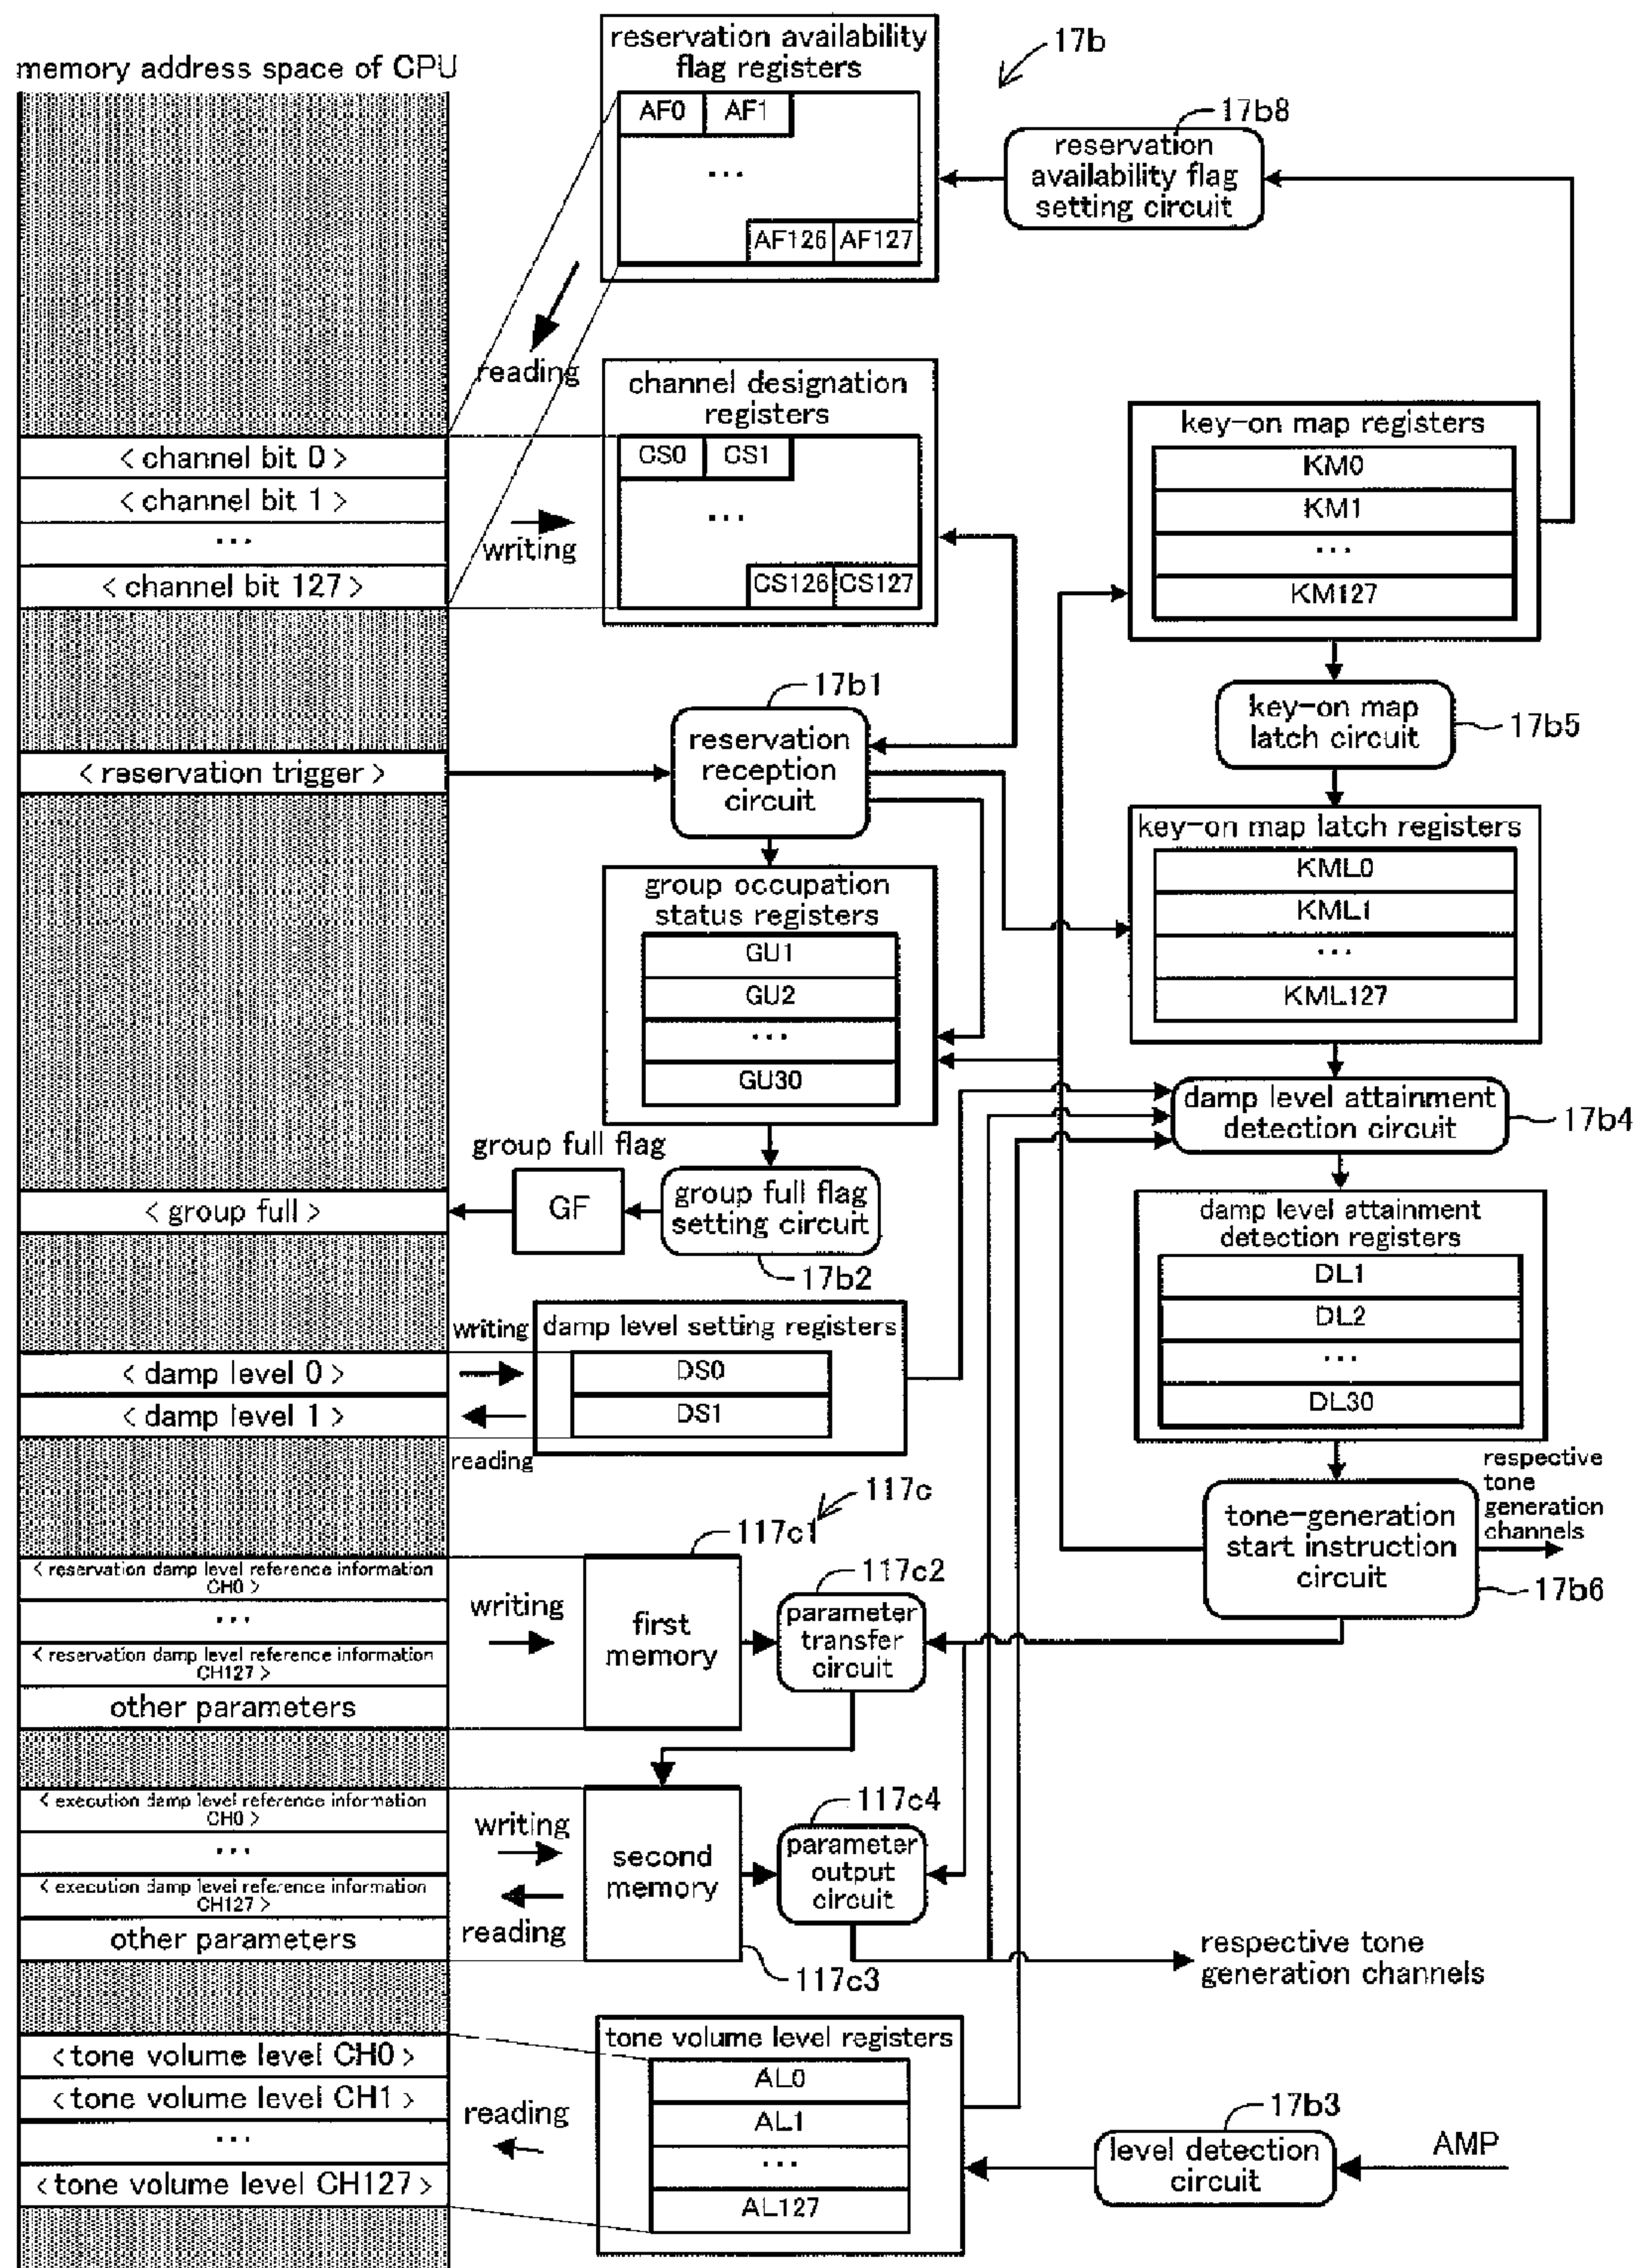 memory address space of CPU
reservation availability
flag registers
AF0
AF1
...
AF126
AF127
17b
17b8
reservation
availability flag
setting circuit
reading
< channel bit 0 >
< channel bit 1 >
...
< channel bit 127 >
writing
channel designation
registers
CS0
CS1
...
CS126
CS127
key-on map registers
KM0
KM1
...
KM127
17b5
key-on map
latch circuit
< reservation trigger >
17b1
reservation
reception
circuit
key-on map latch registers
KML0
KML1
...
KML127
group occupation
status registers
GU1
GU2
...
GU30
damp level attainment
detection circuit
17b4
group full flag
< group full >
GF
group full flag
setting circuit
17b2
damp level attainment
detection registers
DL1
DL2
...
DL30
writing
damp level setting registers
< damp level 0 >
DS0
< damp level 1 >
DS1
reading
respective
tone
generation
channels
tone-generation
start instruction
circuit
17b6
117c
117c1
< reservation damp level reference information
CH0 >
...
< reservation damp level reference information
CH127 >
other parameters
writing
first
memory
117c2
parameter
transfer
circuit
< execution damp level reference information
CH0 >
...
< execution damp level reference information
CH127 >
other parameters
writing
reading
second
memory
117c3
117c4
parameter
output
circuit
respective tone
generation channels
< tone volume level CH0 >
< tone volume level CH1 >
...
< tone volume level CH127 >
reading
tone volume level registers
AL0
AL1
...
AL127
17b3
level detection
circuit
AMP